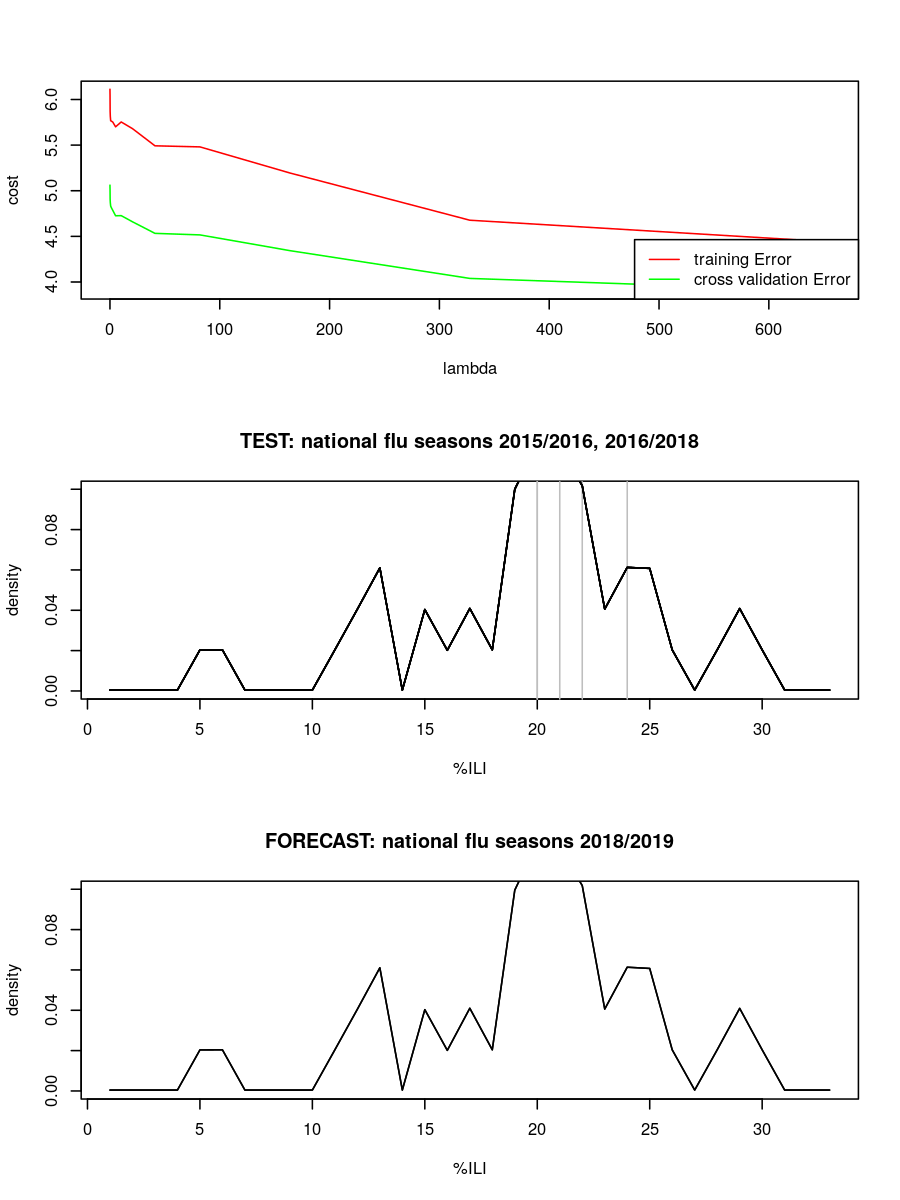 cost
6.0
5.5
5.0
4.5
4.0
training Error
cross validation Error
0 100 200 300 400 500 600
lambda
TEST: national flu seasons 2015/2016, 2016/2018
density
0.08
0.04
0.00
0 5 10 15 20 25 30
%ILI
FORECAST: national flu seasons 2018/2019
density
0.08
0.04
0.00
0 5 10 15 20 25 30
%ILI